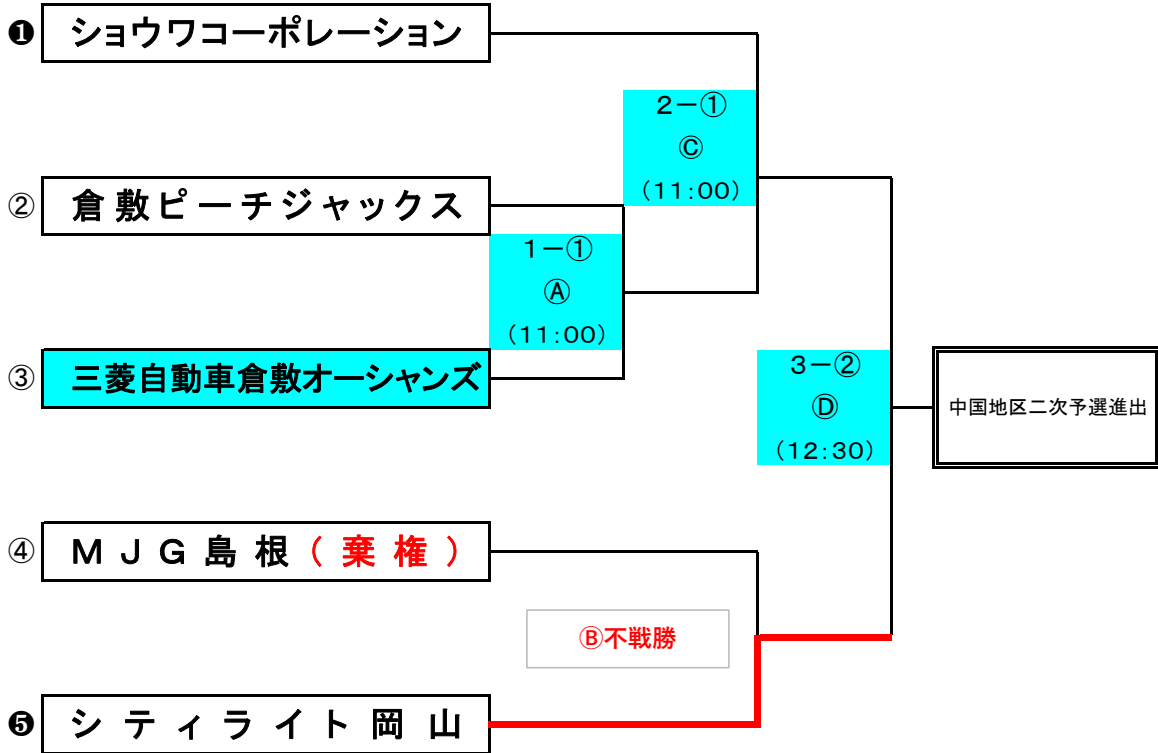 ❶ ショウワコーポレーション
2－①
Ⓒ
（11：00）
② 倉敷ピーチジャックス
1－①
Ⓐ
（11：00）
③ 三菱自動車倉敷オーシャンズ
3－②
Ⓓ
（12：30）
中国地区二次予選進出
④ ＭＪＧ島根（棄権）
Ⓑ不戦勝
❺ シティライト岡山